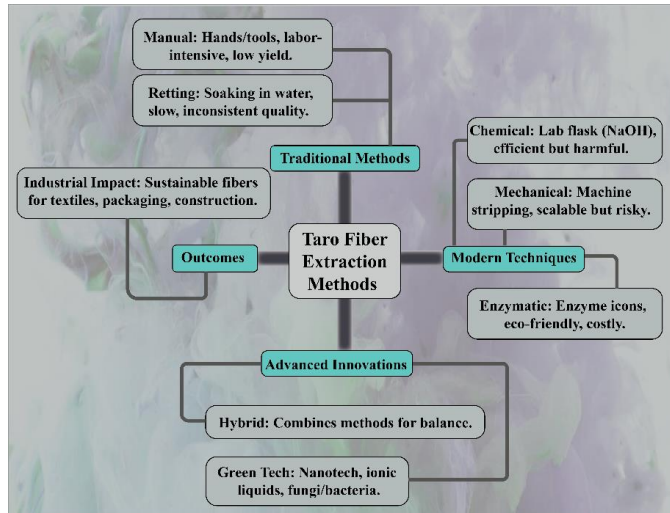 Manual: Hands/tools, labor-
intensive, low yield.
Retting: Soaking in water,
slow, inconsistent quality.
Traditional Methods
Chemical: Lab flask (NaOH),
efficient but harmful.
Mechanical: Machine
stripping, scalable but risky.
Industrial Impact: Sustainable fibers
for textiles, packaging, construction.
Taro Fiber
Extraction
Methods
Outcomes
Modern Techniques
Enzymatic: Enzyme icons,
eco-friendly, costly.
Advanced Innovations
Hybrid: Combines methods for balance.
Green Tech: Nanotech, ionic
liquids, fungi/bacteria.